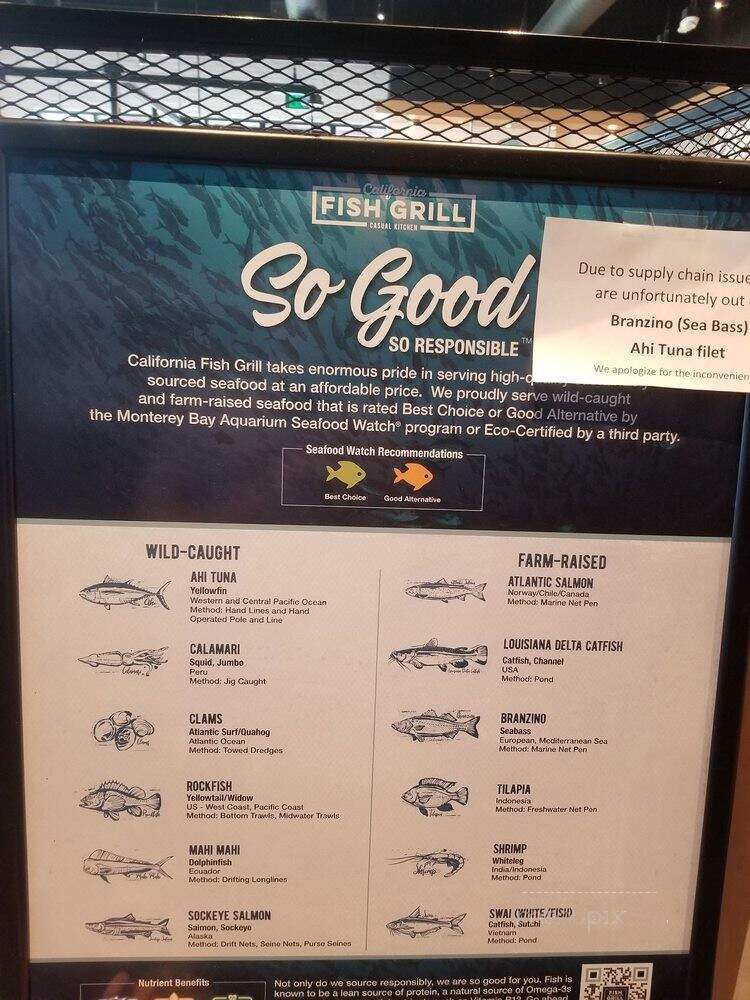 California
FISH GRILL
CASUAL KITCHEN
So Good
SO RESPONSIBLE™
Due to supply chain issue
are unfortunately out
Branzino (Sea Bass)
Ahi Tuna filet
We apologize for the inconvenien
California Fish Grill takes enormous pride in serving high-q
sourced seafood at an affordable price. We proudly serve wild-caught
and farm-raised seafood that is rated Best Choice or Good Alternative by
the Monterey Bay Aquarium Seafood Watch® program or Eco-Certified by a third party.
Seafood Watch Recommendations
Best Choice
Good Alternative
WILD-CAUGHT
AHI TUNA
Yellowfin
Western and Central Pacific Ocean
Method: Hand Lines and Hand
Operated Pole and Line
CALAMARI
Squid, Jumbo
Peru
Method: Jig Caught
CLAMS
Atlantic Surf/Quahog
Atlantic Ocean
Method: Towed Dredges
ROCKFISH
Yellowtail/Widow
US - West Coast, Pacific Coast
Method: Bottom Trawls, Midwater Trawls
MAHI MAHI
Dolphinfish
Ecuador
Method: Drifting Longlines
SOCKEYE SALMON
Salmon, Sockeye
Alaska
Method: Drift Nets, Seine Nets, Purse Seines
FARM-RAISED
ATLANTIC SALMON
Norway/Chile/Canada
Method: Marine Net Pen
LOUISIANA DELTA CATFISH
Catfish, Channel
USA
Method: Pond
BRANZINO
Seabass
European, Mediterranean Sea
Method: Marine Net Pen
TILAPIA
Indonesia
Method: Freshwater Net Pen
SHRIMP
Whiteleg
India/Indonesia
Method: Pond
SWAI (WHITE/FISH)
Catfish, Sutchi
Vietnam
Method: Pond
Nutrient Benefits
Not only do we source responsibly, we are so good for you. Fish is
known to be a lean source of protein, a natural source of Omega-3s
FISH GRILL